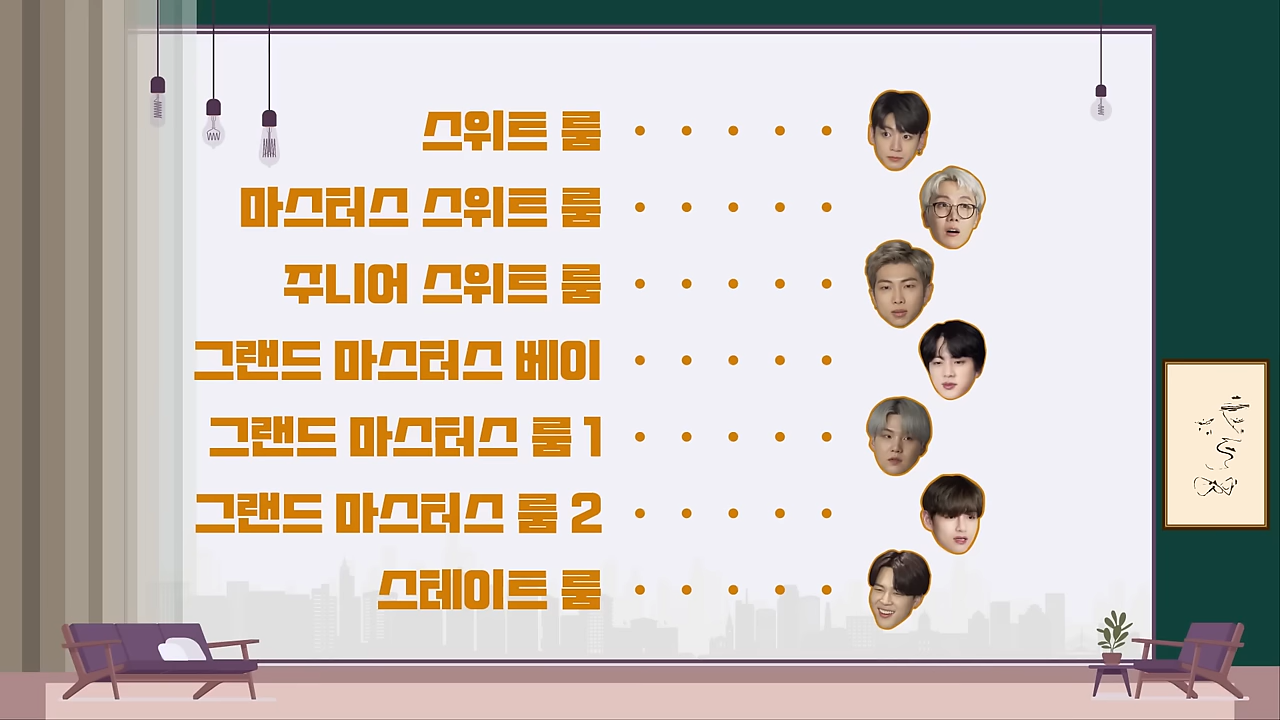 스위트 룸
마스터스 스위트 룸
주니어 스위트 룸
그랜드 마스터스 베이
그랜드 마스터스 룸 1
그랜드 마스터스 룸 2
스테이트 룸